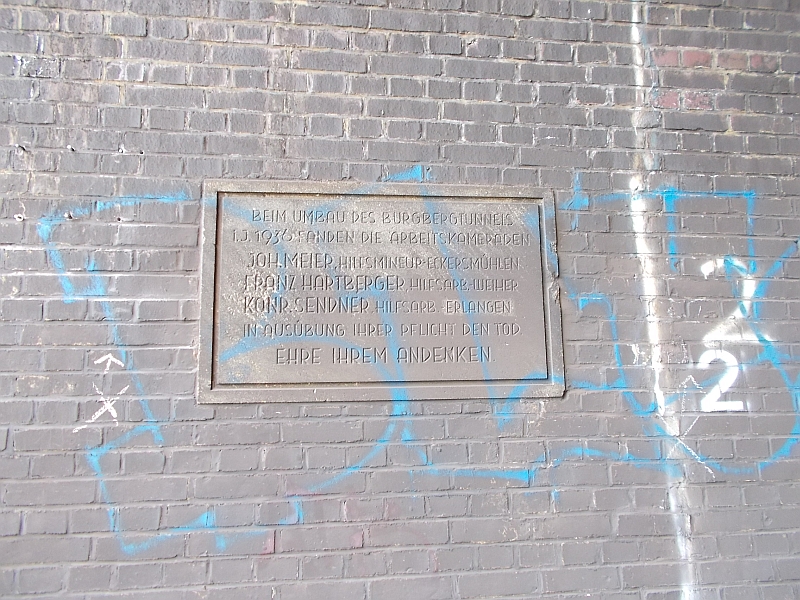 BEIM UMBAU DES BURGBERGTUNNELS
I.J. 1936 FANDEN DIE ARBEITSKAMERADEN
JOH. MEIER, HILFSMINEUR-ECKERSMÜHLEN
FRANZ HARTBERGER, HILFSARB.-WEIHER
KONR. SENDNER, HILFSARB.-ERLANGEN
IN AUSÜBUNG IHRER PFLICHT DEN TOD
EHRE IHREM ANDENKEN
2
2